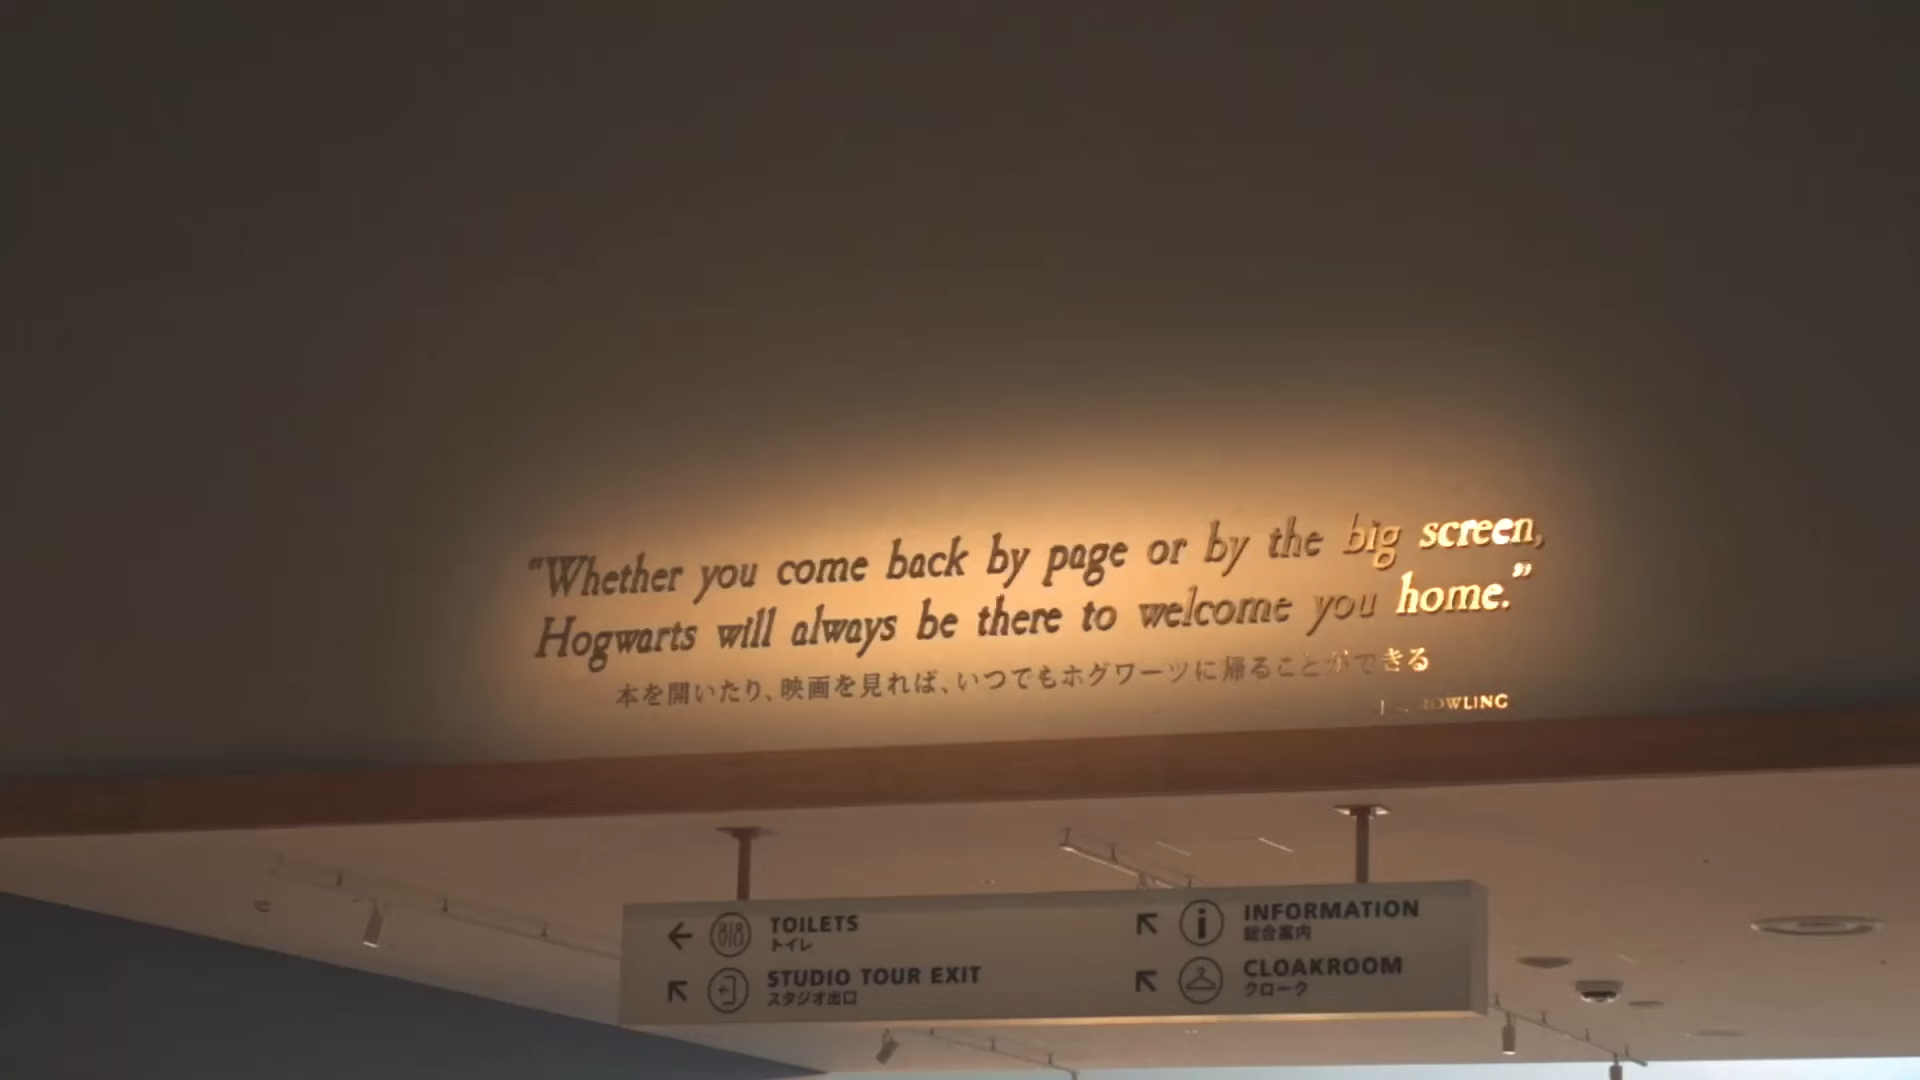 “Whether you come back by page or by the big screen,
Hogwarts will always be there to welcome you home.”
本を開いたり、映画を見れば、いつでもホグワーツに帰ることができる
ROWLING
TOILETS
トイレ
STUDIO TOUR EXIT
スタジオ出口
INFORMATION
総合案内
CLOAKROOM
クローク